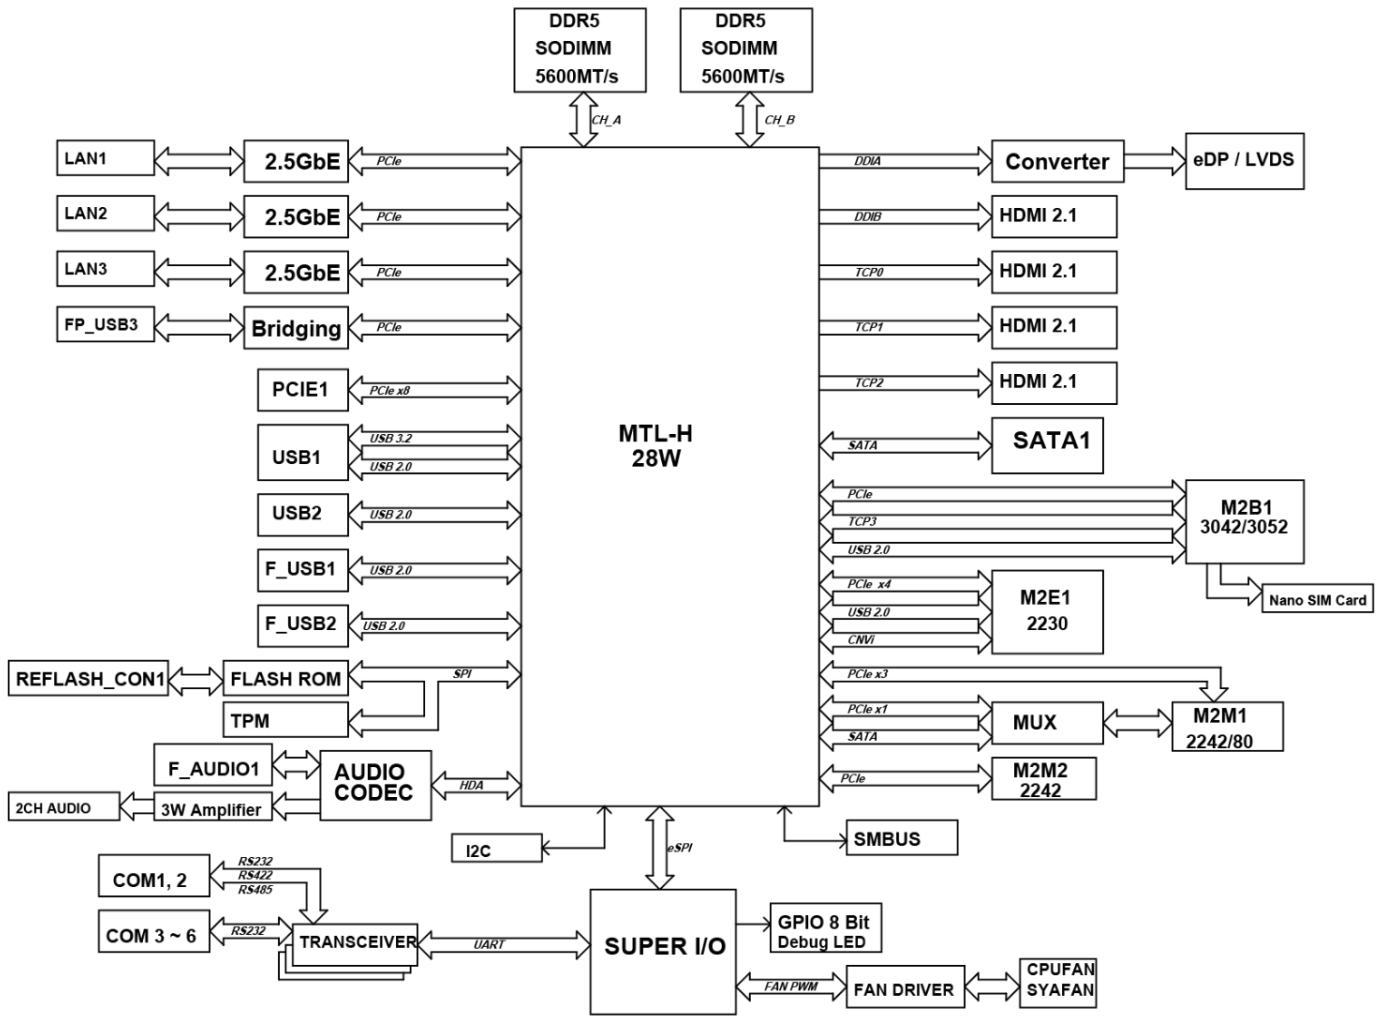 DDR5
SODIMM
5600MT/s
DDR5
SODIMM
5600MT/s
CH_A
CH_B
LAN1
2.5GbE
PCIe
DDIA
Converter
eDP / LVDS
LAN2
2.5GbE
PCIe
DDIB
HDMI 2.1
LAN3
2.5GbE
PCIe
TCP0
HDMI 2.1
FP_USB3
Bridging
PCIe
TCP1
HDMI 2.1
PCIE1
PCIe x8
TCP2
HDMI 2.1
MTL-H
28W
USB1
USB 3.2
USB 2.0
SATA
SATA1
USB2
USB 2.0
PCIe
TCP3
USB 2.0
M2B1
3042/3052
Nano SIM Card
F_USB1
USB 2.0
F_USB2
USB 2.0
PCIe x4
USB 2.0
CNVi
M2E1
2230
REFLASH_CON1
FLASH ROM
SPI
TPM
PCIe x3
PCIe x1
SATA
MUX
M2M1
2242/80
F_AUDIO1
AUDIO
CODEC
HDA
2CH AUDIO
3W Amplifier
PCIe
M2M2
2242
I2C
eSPI
SMBUS
COM1, 2
RS232
RS422
RS485
COM 3 ~ 6
RS232
TRANSCEIVER
UART
SUPER I/O
GPIO 8 Bit
Debug LED
FAN PWM
FAN DRIVER
CPUFAN
SYAFAN